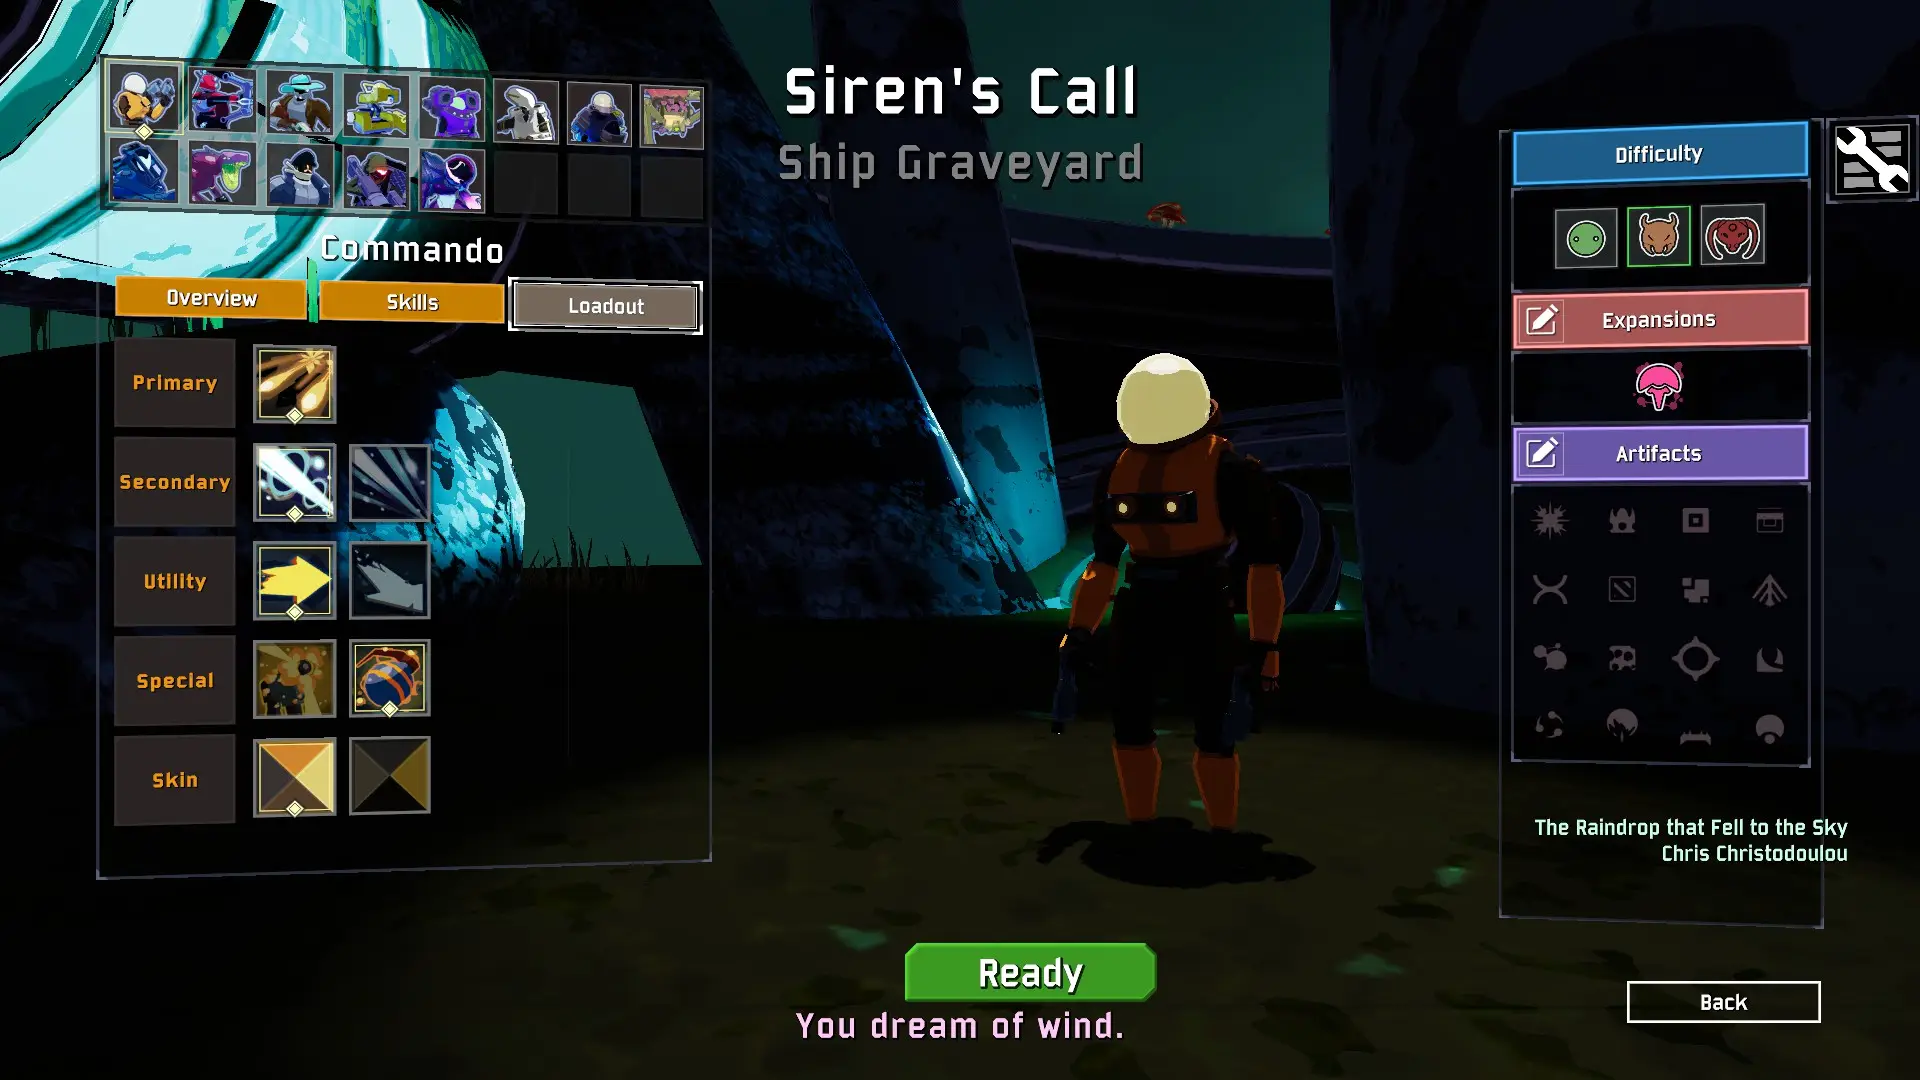 Siren's Call
Ship Graveyard
Commando
Overview
Skills
Loadout
Primary
Secondary
Utility
Special
Skin
Difficulty
Expansions
Artifacts
The Raindrop that Fell to the Sky
Chris Christodoulou
Ready
You dream of wind.
Back